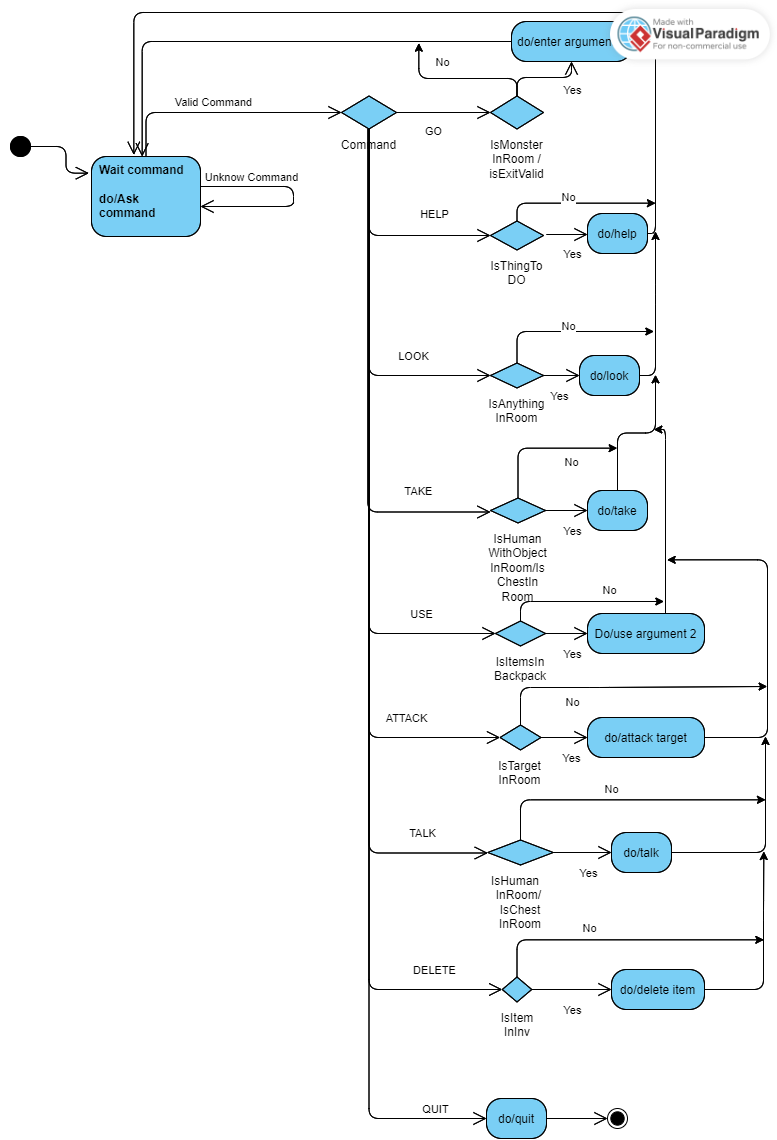 Made with
VisualParadigm
For non-commercial use
do/enter argumen
No
Yes
Valid Command
Command
GO
IsMonster
InRoom /
isExitValid
Wait command
do/Ask
command
Unknow Command
HELP
No
do/help
Yes
IsThingTo
DO
LOOK
No
do/look
Yes
IsAnything
InRoom
TAKE
No
do/take
Yes
IsHuman
WithObject
InRoom/Is
ChestIn
Room
USE
No
Do/use argument 2
Yes
IsItemsIn
Backpack
ATTACK
No
do/attack target
Yes
IsTarget
InRoom
TALK
No
do/talk
Yes
IsHuman
InRoom/
IsChest
InRoom
DELETE
No
do/delete item
Yes
IsItem
InInv
QUIT
do/quit